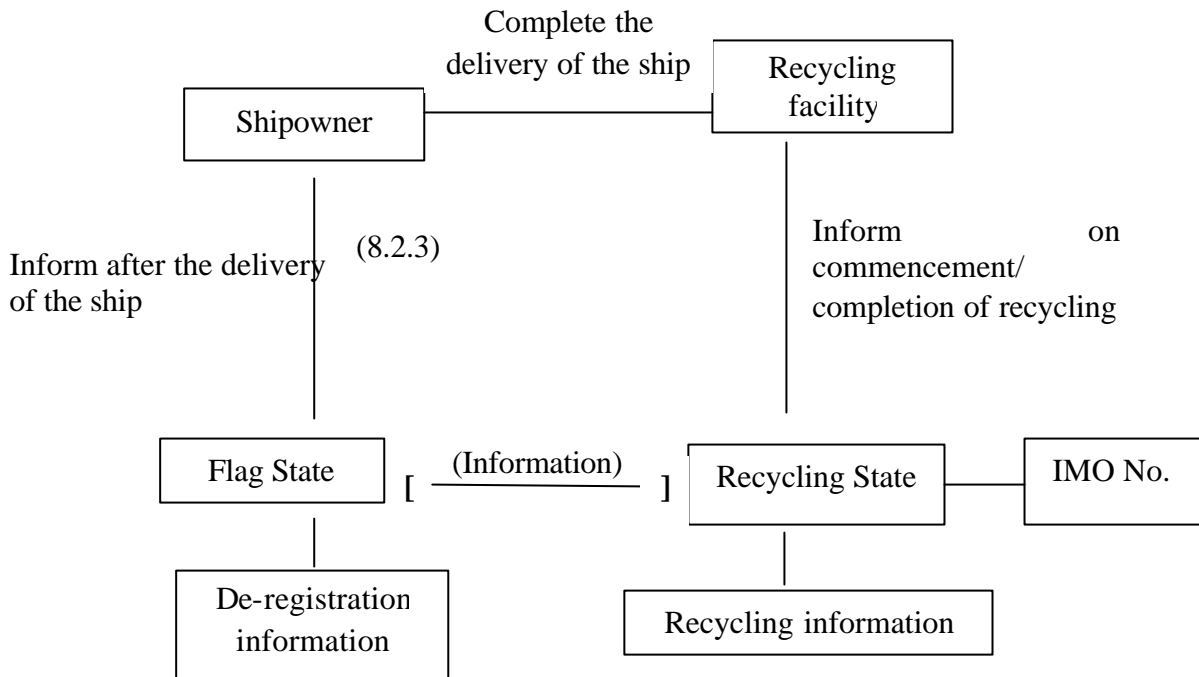 Complete the
delivery of the ship
Recycling
facility
Shipowner
(8.2.3)
Inform after the delivery
of the ship
Inform on
commencement/
completion of recycling
Flag State
[
(Information)
]
Recycling State
IMO No.
De-registration
information
Recycling information